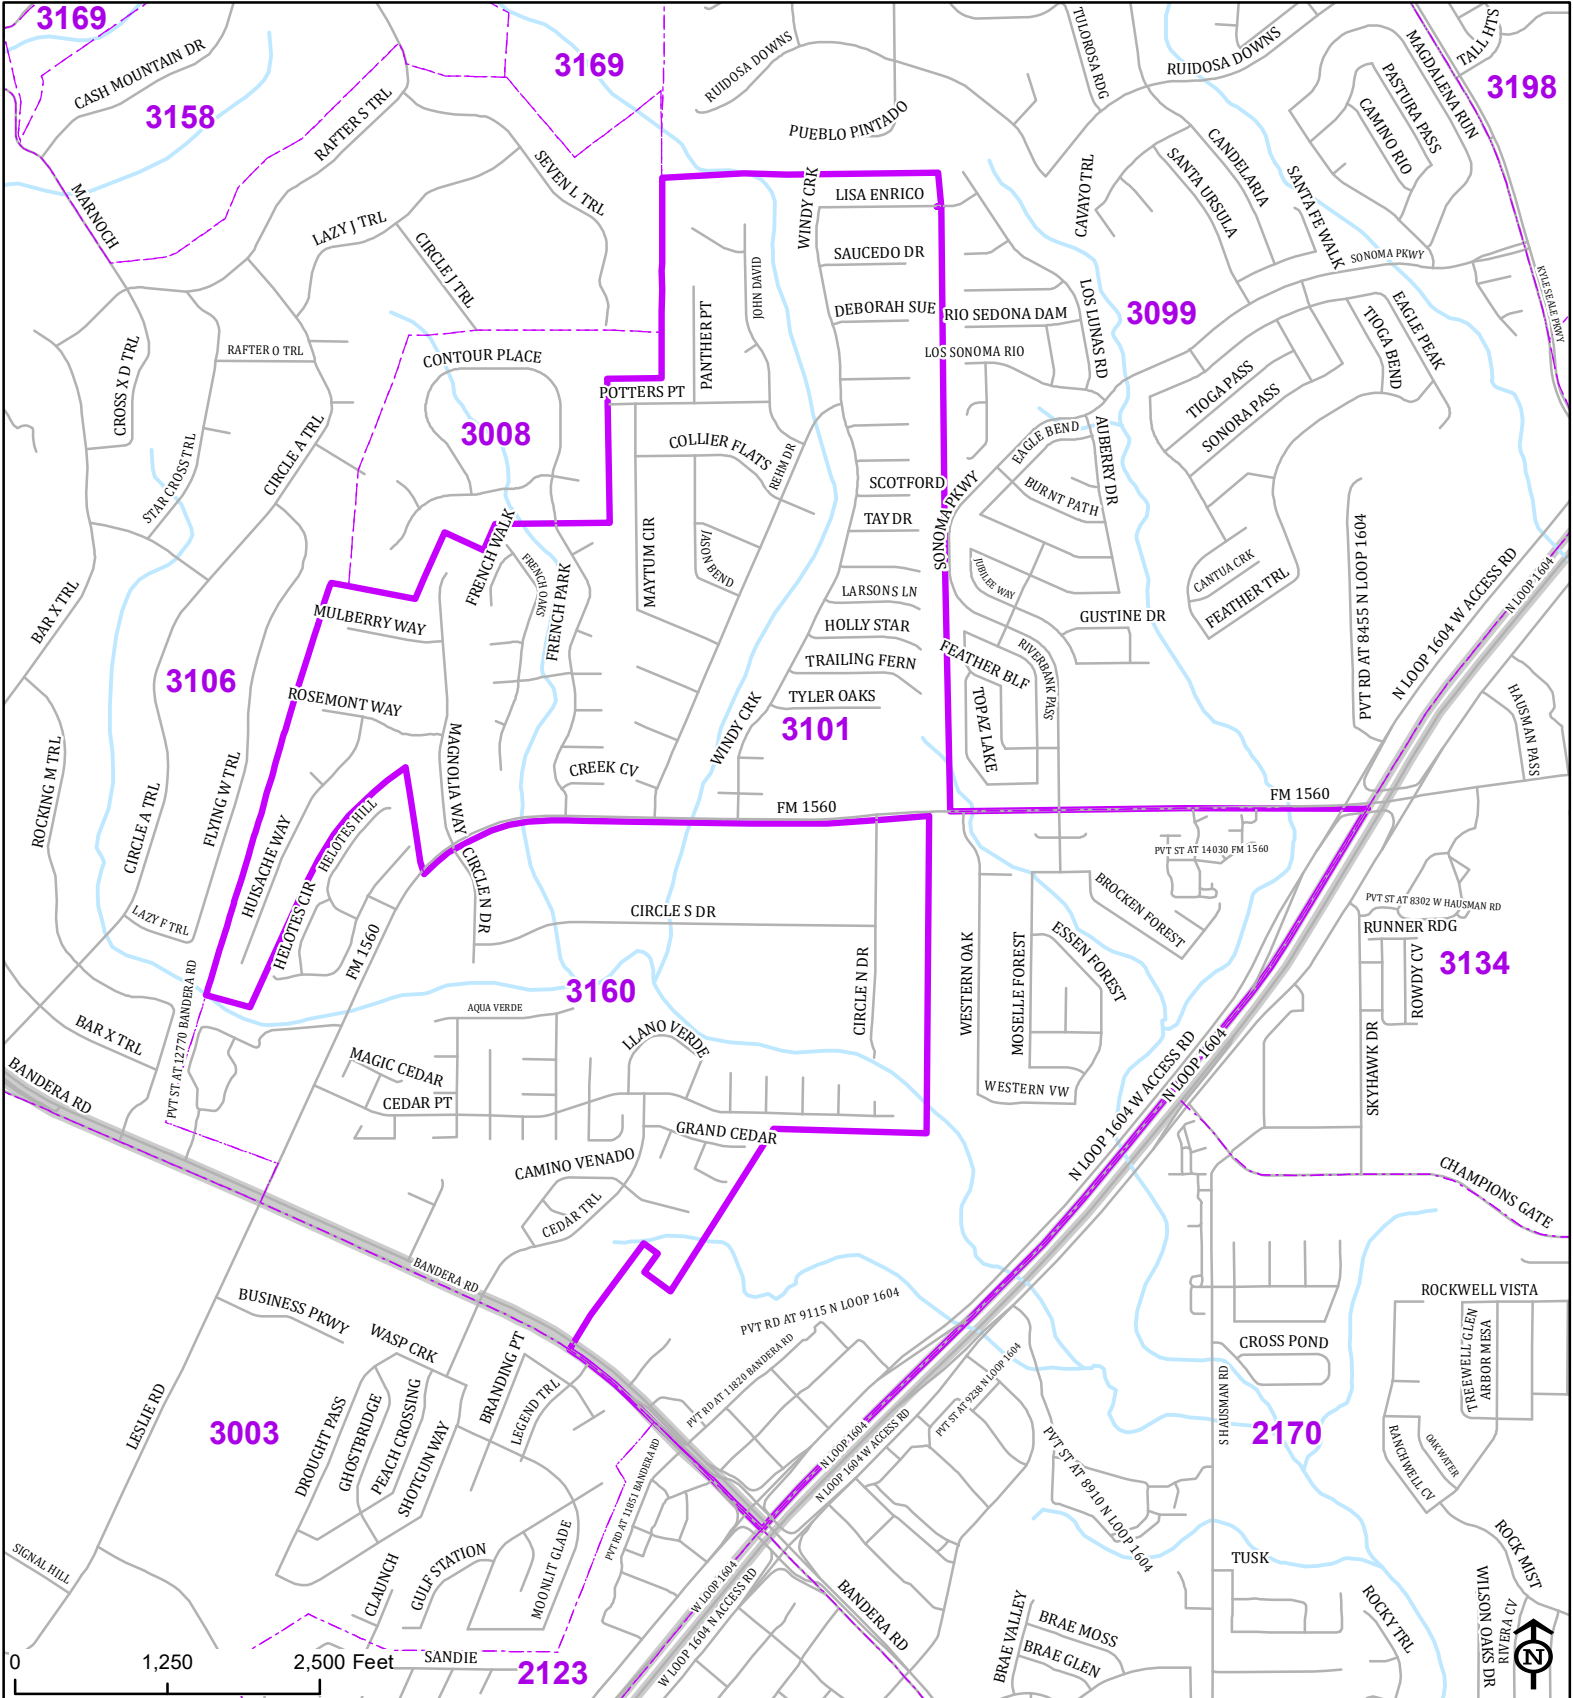 3169
CASH MOUNTAIN DR
3158
3169
RUIDOSA DOWNS
PUEBLO PINTADO
TULOROSA RDG
RUIDOSA DOWNS
MAGDALENA RUN
TALL HTS
3198
PASTURA PASS
CAMINO RIO
RAFTER S TRL
SEVEN L TRL
MARNOCH
LAZY J TRL
CIRCLE J TRL
WINDY CRK
LISA ENRICO
SAUCEDO DR
CAVAYO TRL
SANTA URSULA
CANDELARIA
SANTA FE WALK
SONOMA PKWY
KYLE SEALE PKWY
JOHN DAVID
PANTHER PT
DEBORAH SUE
RIO SEDONA DAM
LOS LUNAS RD
3099
LOS SONOMA RIO
TIOGA BEND
EAGLE PEAK
CROSS X D TRL
RAFTER O TRL
CONTOUR PLACE
POTTERS PT
TIOGA PASS
SONORA PASS
3008
CIRCLE A TRL
STAR CROSS TRL
COLLIER FLATS
REHM DR
EAGLE BEND
AUBERRY DR
BURNT PATH
SCOTFORD
TAY DR
SONOMA PKWY
FRENCH WALK
FRENCH OAKS
FRENCH PARK
MAYTUM CIR
JASON BEND
PVT RD AT 8455 N LOOP 1604
N LOOP 1604 W ACCESS RD
N LOOP 1604
CANTUA CRK
FEATHER TRL
JUBILEE WAY
LARSONS LN
GUSTINE DR
BAR X TRL
MULBERRY WAY
HOLLY STAR
TRAILING FERN
FEATHER BLF
RIVERBANK PASS
3106
ROSEMONT WAY
TYLER OAKS
TOPAZ LAKE
HAUSMAN PASS
3101
MAGNOLIA WAY
WINDY CRK
CREEK CV
ROCKING M TRL
CIRCLE A TRL
FLYING W TRL
HUISACHE WAY
HELOTES HILL
HELOTES CIR
FM 1560
FM 1560
PVT ST AT 14030 FM 1560
CIRCLE N DR
CIRCLE S DR
BROCKEN FOREST
PVT ST AT 8302 W HAUSMAN RD
RUNNER RDG
LAZY F TRL
FM 1560
ESSEN FOREST
ROWDY CV
3134
3160
CIRCLE N DR
WESTERN OAK
MOSELLE FOREST
PVT ST AT 12770 BANDERA RD
BAR X TRL
AQUA VERDE
LLANO VERDE
MAGIC CEDAR
CEDAR PT
WESTERN VW
SKYHAWK DR
BANDERA RD
GRAND CEDAR
N LOOP 1604 W ACCESS RD
N LOOP 1604
CAMINO VENADO
CEDAR TRL
CHAMPIONS GATE
BANDERA RD
BUSINESS PKWY
WASP CRK
PVT RD AT 9115 N LOOP 1604
ROCKWELL VISTA
CROSS POND
TREEWELL GLEN
ARBOR MESA
LESLIE RD
BRANDING PT
LEGEND TRL
PVT RD AT 11820 BANDERA RD
PVT ST AT 9238 N LOOP 1604
S HAUSMAN RD
3003
DROUGHT PASS
GHOSTBRIDGE
PEACH CROSSING
SHOTGUN WAY
N LOOP 1604
N LOOP 1604 W ACCESS RD
PVT ST AT 8910 N LOOP 1604
2170
RANCHWELL CV
OAKWATER
PVT RD AT 11851 BANDERA RD
MOONLIT GLADE
GULF STATION
CLAUNCH
SIGNAL HILL
TUSK
ROCK MIST
W LOOP 1604
W LOOP 1604 N ACCESS RD
BANDERA RD
BRAE VALLEY
BRAE MOSS
BRAE GLEN
ROCKY TRL
WILSON OAKS DR
RIVERA CV
SANDIE
2123
0 1,250 2,500 Feet
N